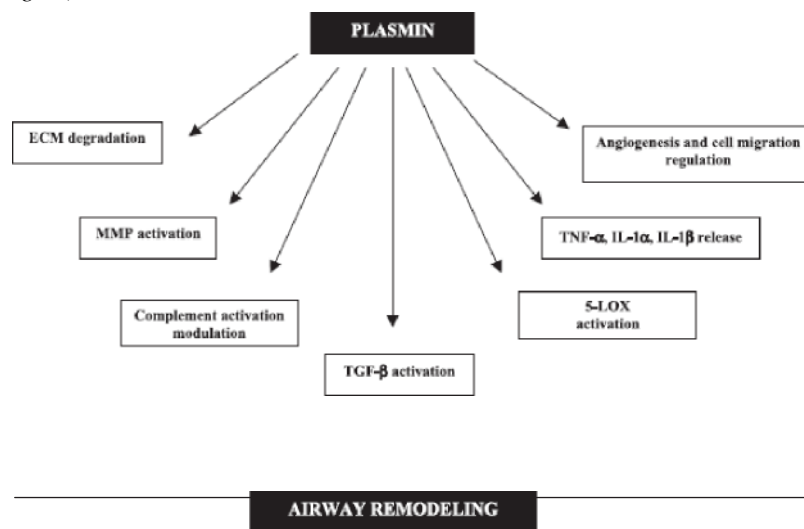 PLASMIN
ECM degradation
Angiogenesis and cell migration
regulation
MMP activation
TNF-α, IL-1α, IL-1β release
Complement activation
modulation
5-LOX
activation
TGF-β activation
AIRWAY REMODELING